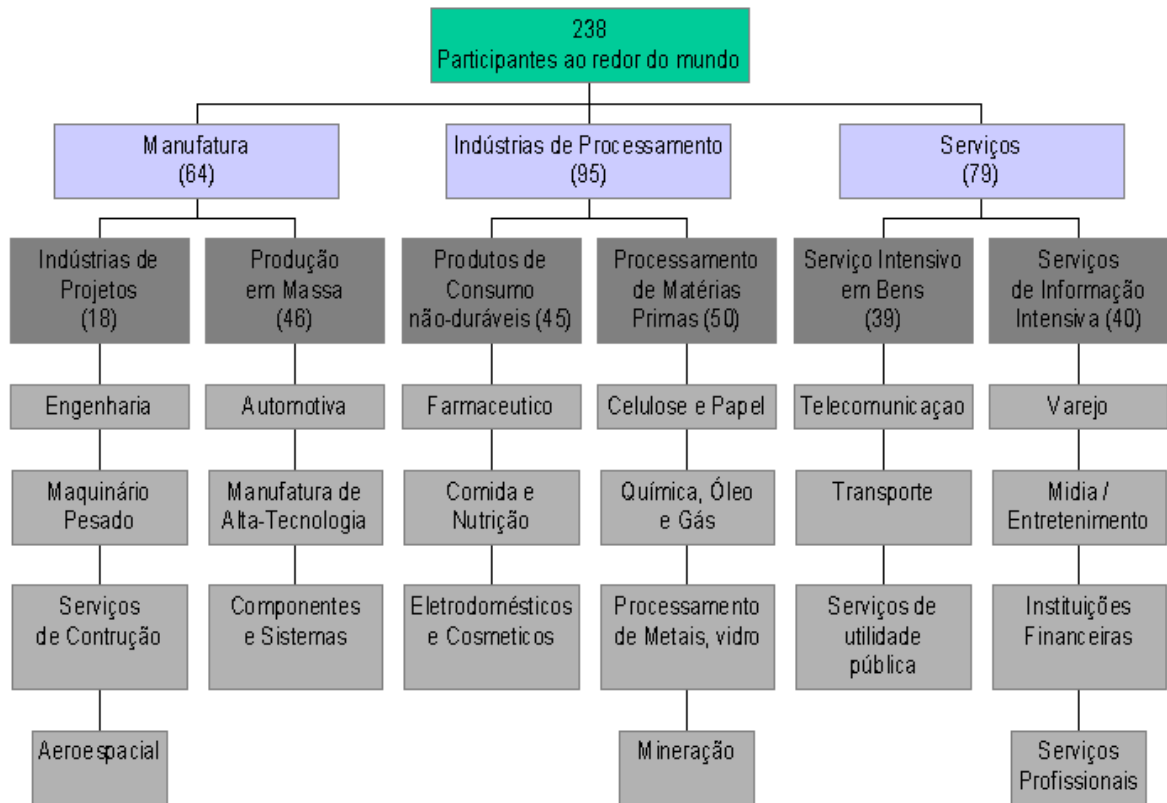 238
Participantes ao redor do mundo
Manufatura
(64)
Indústrias de Processamento
(95)
Serviços
(79)
Indústrias de
Projetos
(18)
Produção
em Massa
(46)
Produtos de
Consumo
não-duráveis (45)
Processamento
de Matérias
Primas (50)
Serviço Intensivo
em Bens
(39)
Serviços
de Informação
Intensiva (40)
Engenharia
Automotiva
Farmaceutico
Celulose e Papel
Telecomunicaçao
Varejo
Maquinário
Pesado
Manufatura de
Alta-Tecnologia
Comida e
Nutrição
Química, Óleo
e Gás
Transporte
Midia /
Entretenimento
Serviços
de Contrução
Componentes
e Sistemas
Eletrodomésticos
e Cosmeticos
Processamento
de Metais, vidro
Serviços de
utilidade
pública
Instituições
Financeiras
Aeroespacial
Mineração
Serviços
Profissionais